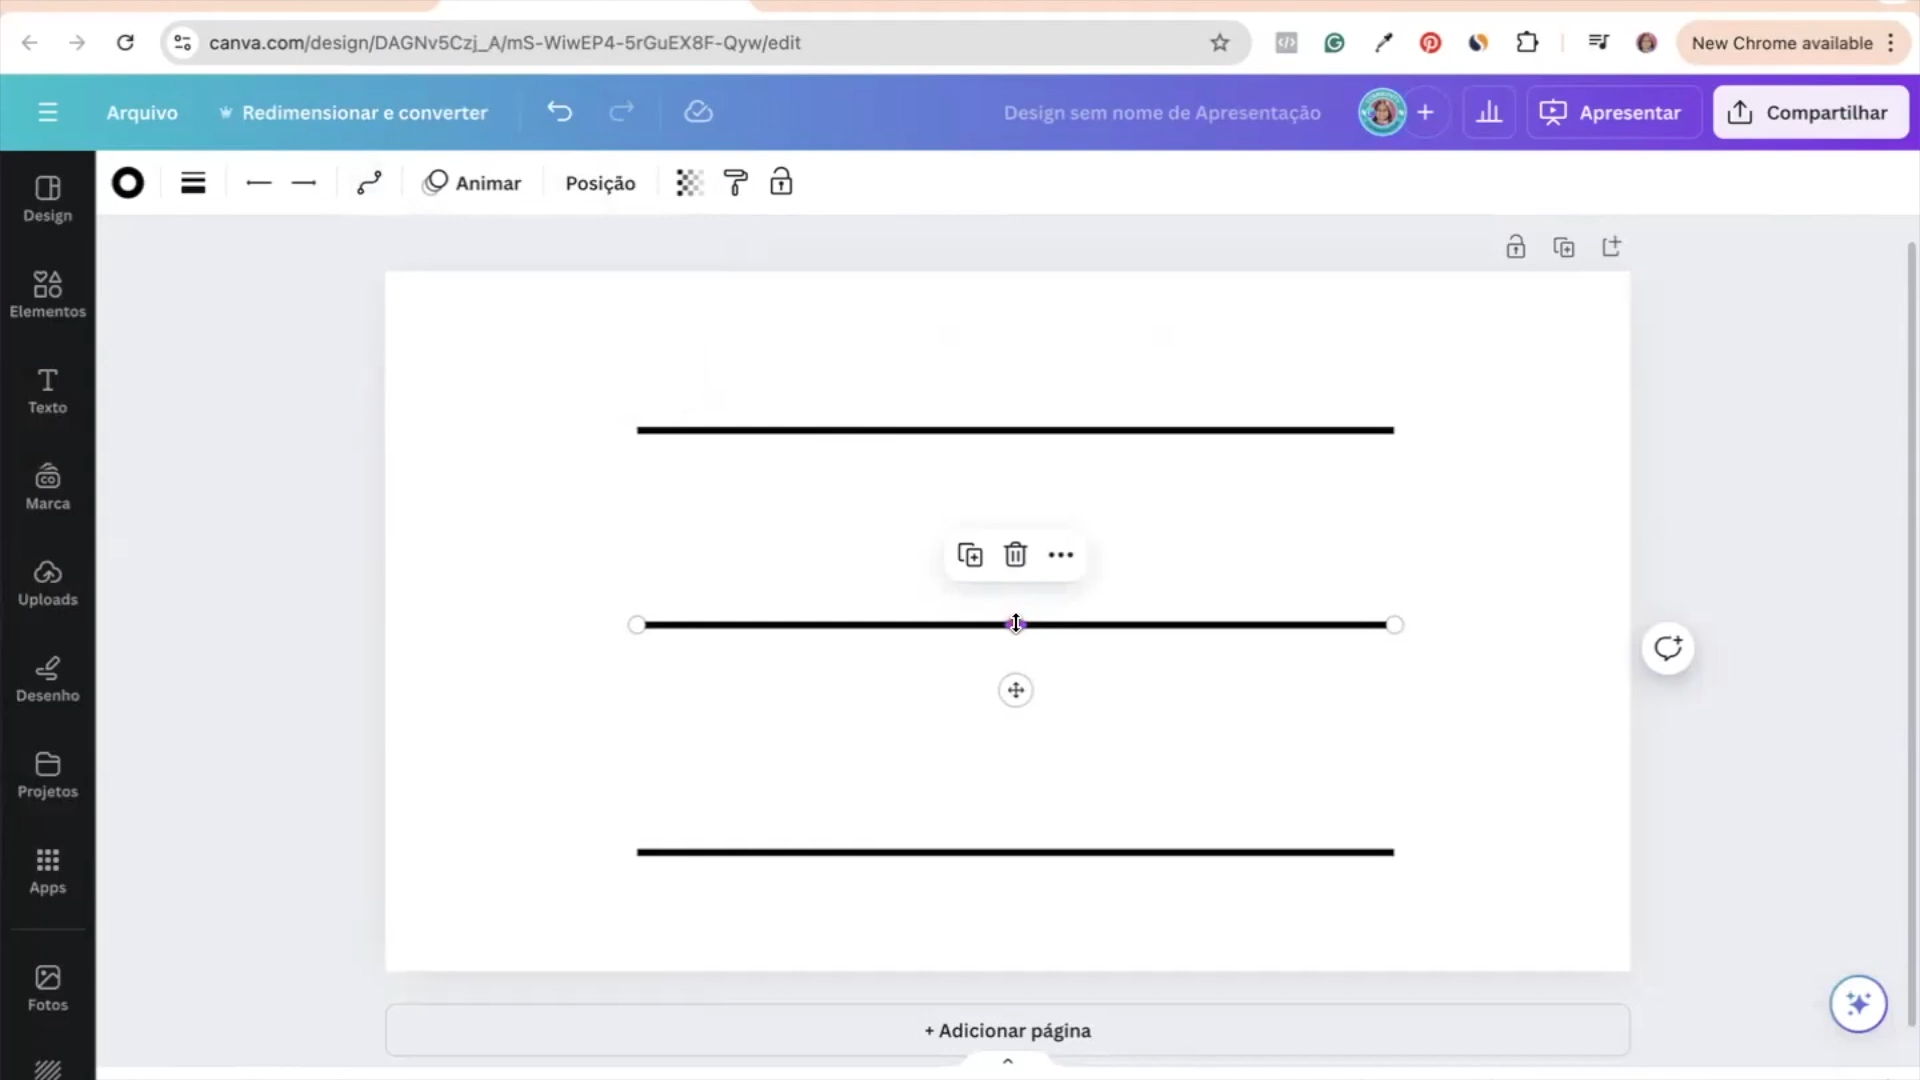 canva.com/design/DAGNv5Czj_A/mS-WiwEP4-5rGuEX8F-Qyw/edit
New Chrome available
Arquivo
Redimensionar e converter
Design sem nome de Apresentação
Apresentar
Compartilhar
Animar
Posição
Design
Elementos
Texto
Marca
Uploads
Desenho
Projetos
Apps
Fotos
+ Adicionar página